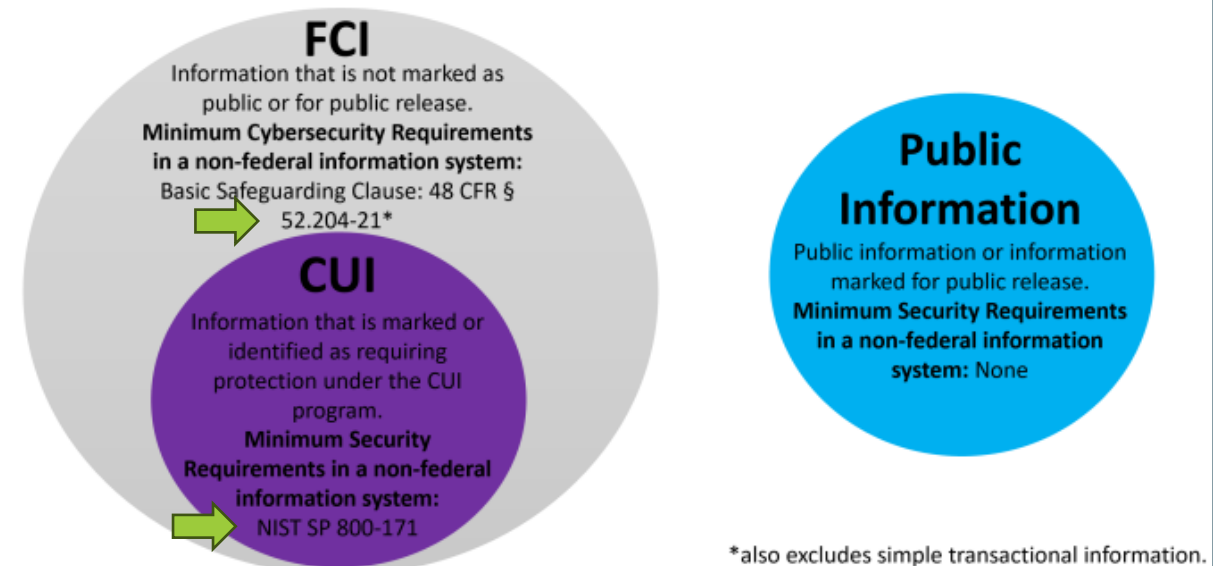 FCI
Information that is not marked as
public or for public release.
Minimum Cybersecurity Requirements
in a non-federal information system:
Basic Safeguarding Clause: 48 CFR §
52.204-21*
CUI
Information that is marked or
identified as requiring
protection under the CUI
program.
Minimum Security
Requirements in a non-federal
information system:
NIST SP 800-171
Public
Information
Public information or information
marked for public release.
Minimum Security Requirements
in a non-federal information
system: None
*also excludes simple transactional information.